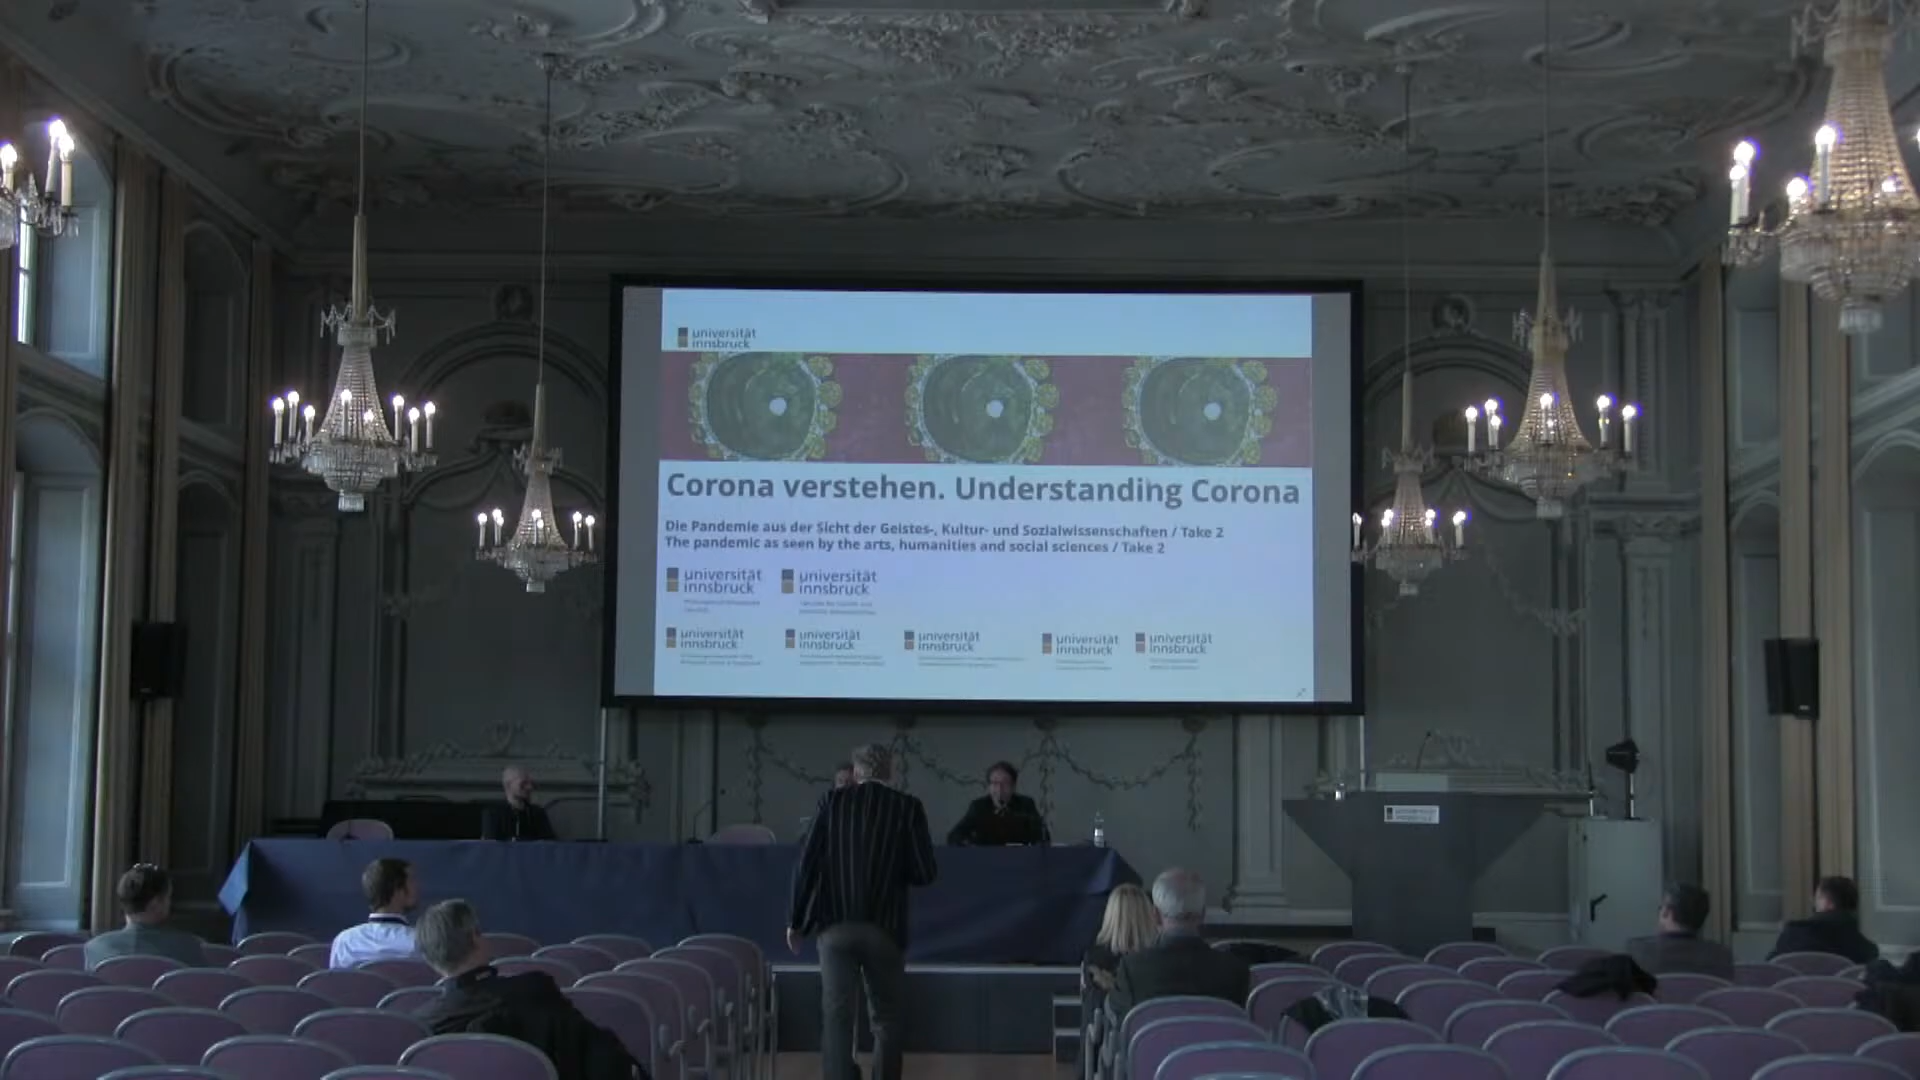 universität
innsbruck
Corona verstehen. Understanding Corona
Die Pandemie aus der Sicht der Geistes-, Kultur- und Sozialwissenschaften / Take 2
The pandemic as seen by the arts, humanities and social sciences / Take 2
universität
innsbruck
universität
innsbruck
universität
innsbruck
universität
innsbruck
universität
innsbruck
universität
innsbruck
universität
innsbruck